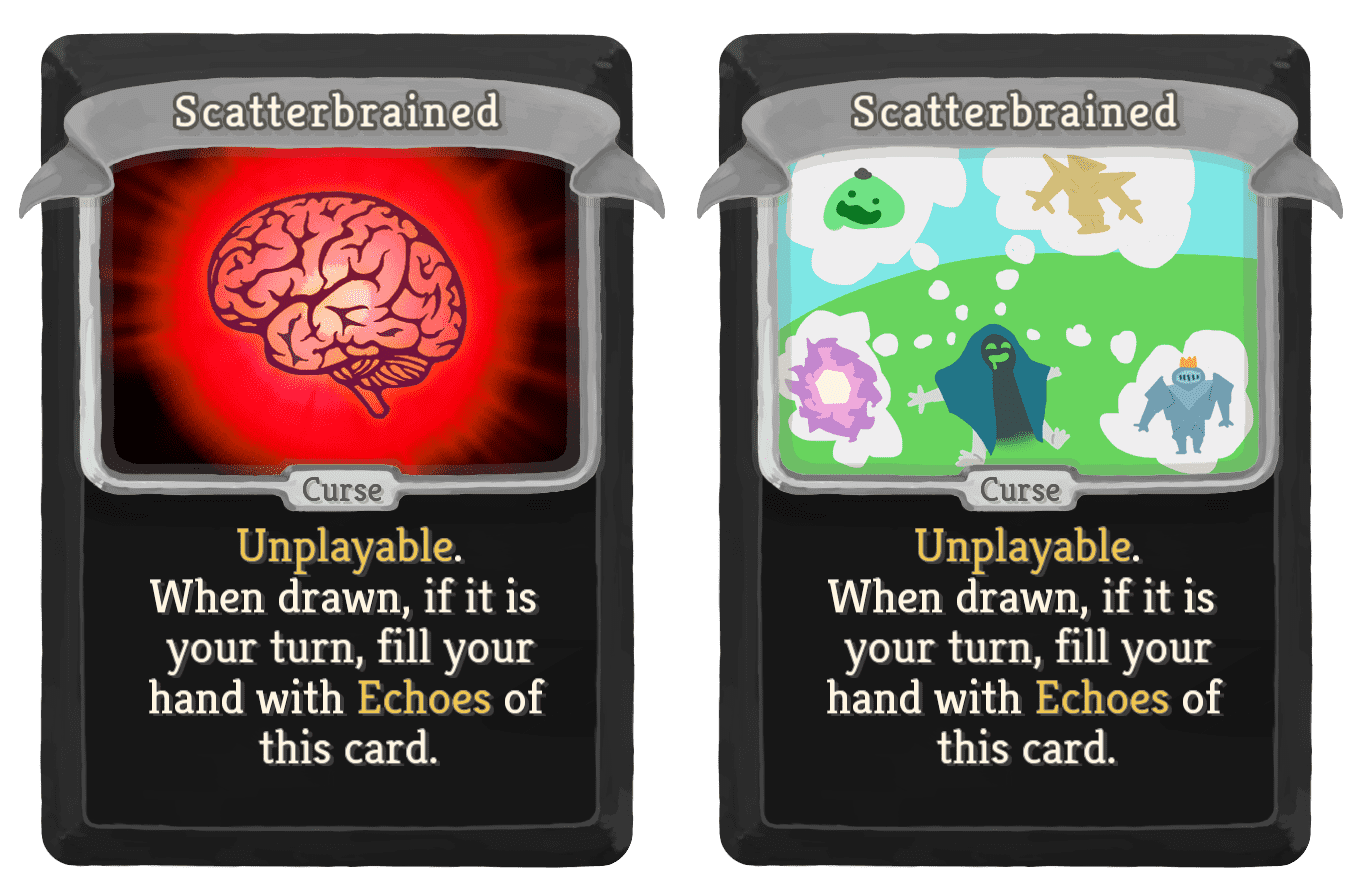 Scatterbrained
Curse
Unplayable.
When drawn, if it is
your turn, fill your
hand with Echoes of
this card.
Scatterbrained
Curse
Unplayable.
When drawn, if it is
your turn, fill your
hand with Echoes of
this card.